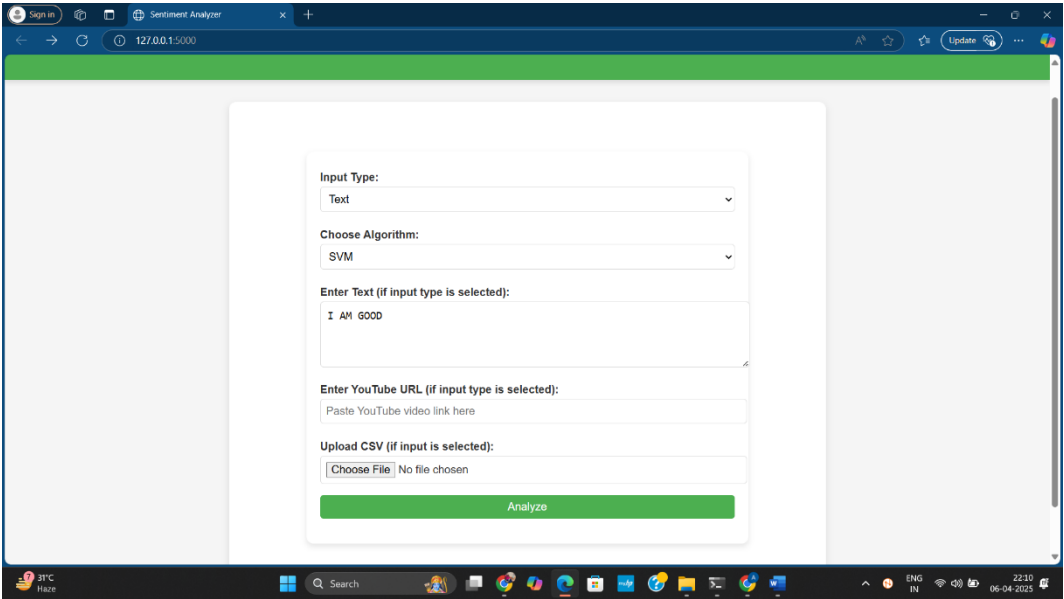 Sign in
Sentiment Analyzer
127.0.0.1:5000
Update
Input Type:
Text
Choose Algorithm:
SVM
Enter Text (if input type is selected):
I AM GOOD
Enter YouTube URL (if input type is selected):
Paste YouTube video link here
Upload CSV (if input is selected):
Choose File No file chosen
Analyze
7 31°C
Haze
Search
ENG
IN
22:10
06-04-2025